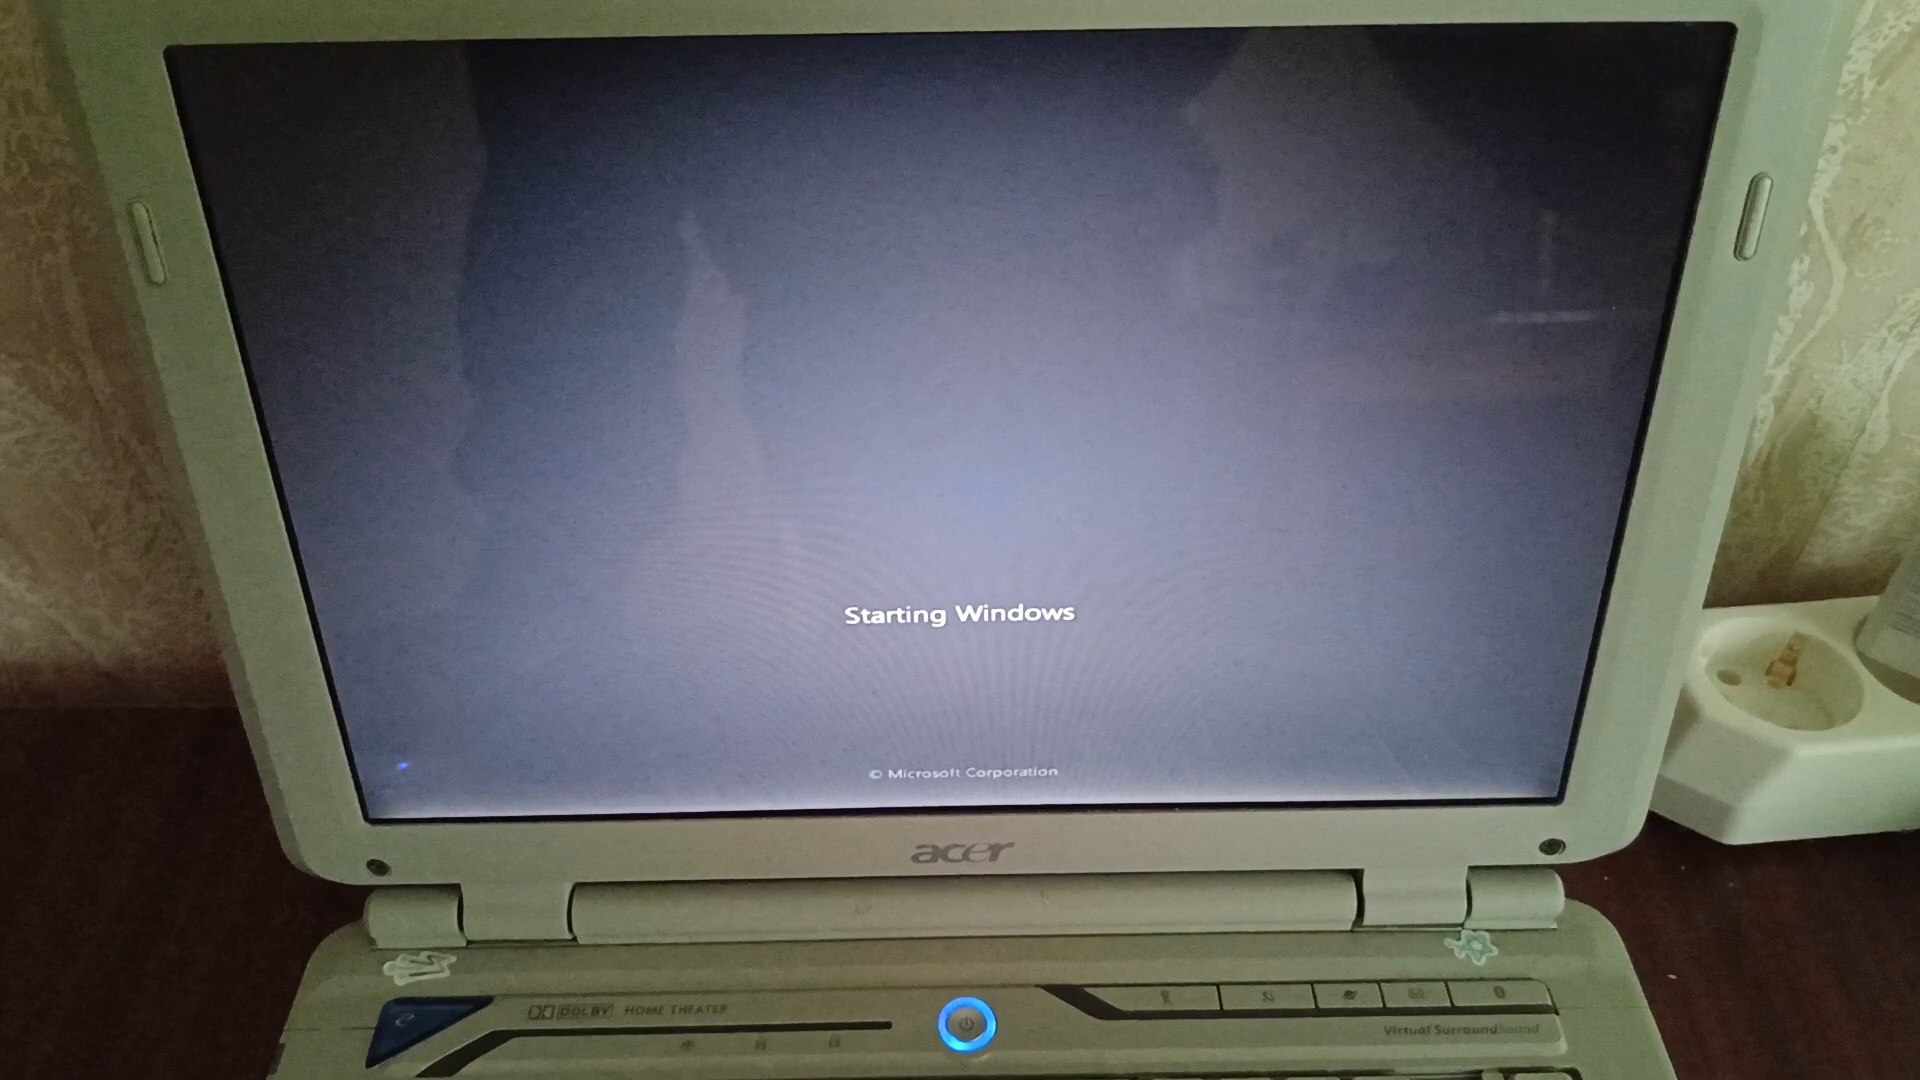 Starting Windows
© Microsoft Corporation
acer
e
DOLBY HOME THEATER
Virtual SurroundSound